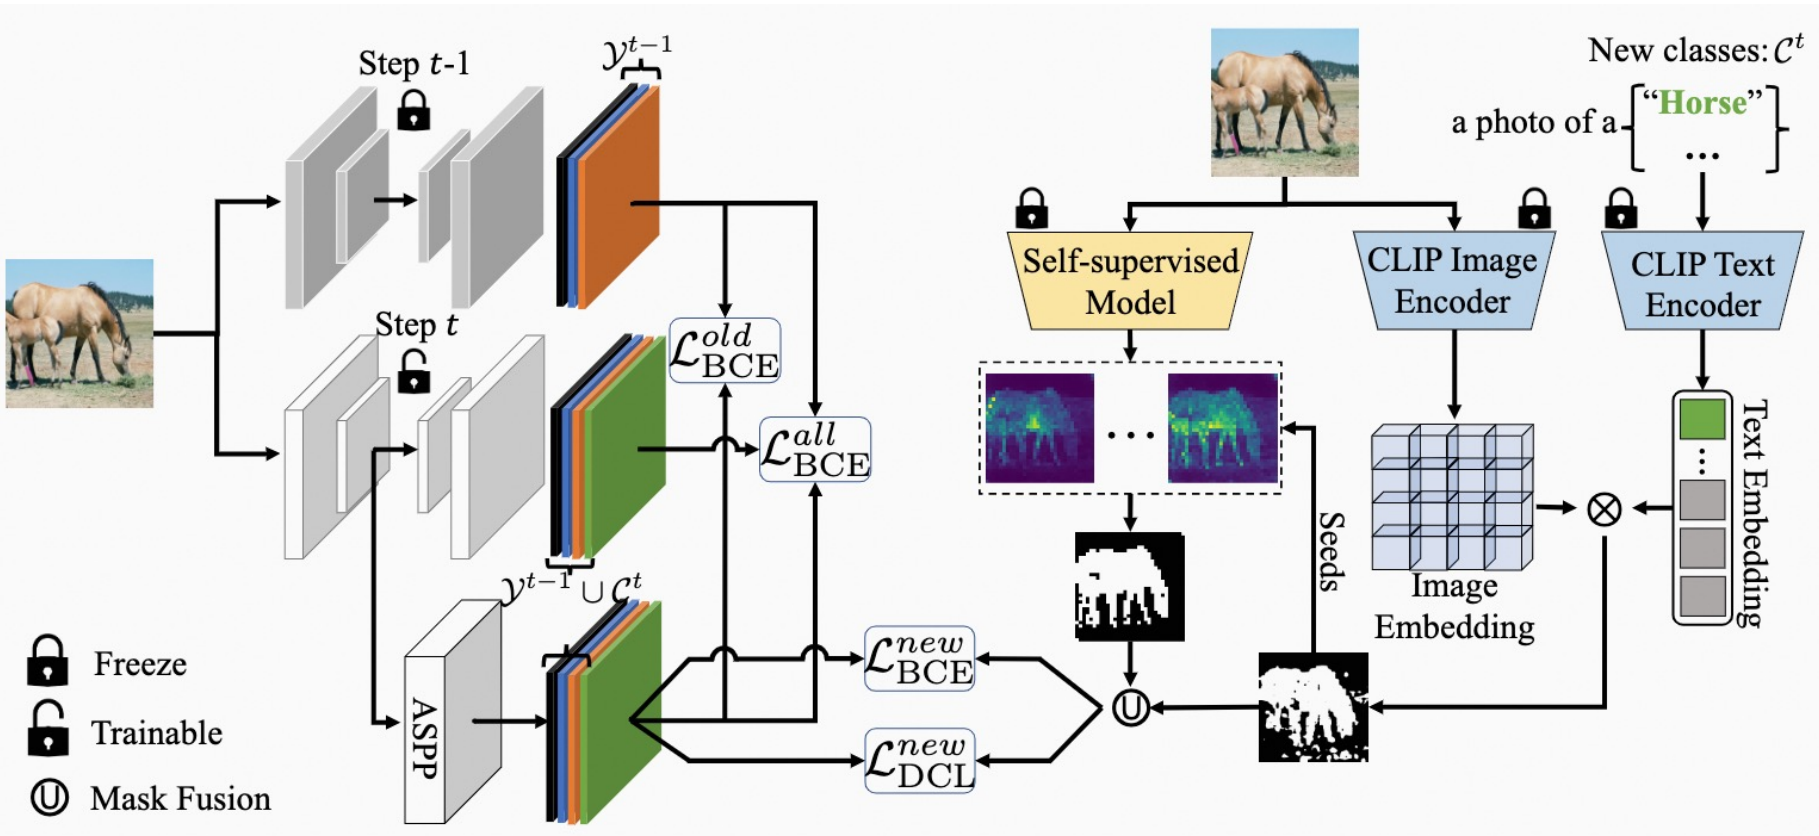 Step t-1
𝒴^{t-1}
Step t
ℒ^{old}_{BCE}
ℒ^{all}_{BCE}
𝒴^{t-1} ∪ 𝒞^t
ASPP
Freeze
Trainable
U Mask Fusion
ℒ^{new}_{BCE}
ℒ^{new}_{DCL}
New classes: 𝒞^t
a photo of a { “Horse” }
...
Self-supervised
Model
CLIP Image
Encoder
CLIP Text
Encoder
...
Seeds
Image
Embedding
⊗
Text Embedding
⋮
U